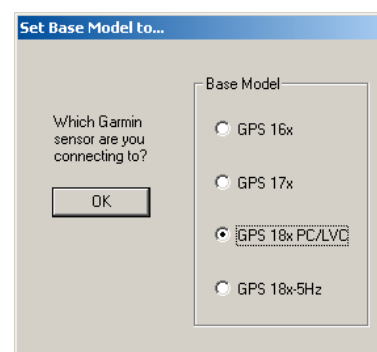 Set Base Model to...
Base Model
Which Garmin
sensor are you
connecting to?
OK
GPS 16x
GPS 17x
GPS 18x PC/LVC
GPS 18x-5Hz